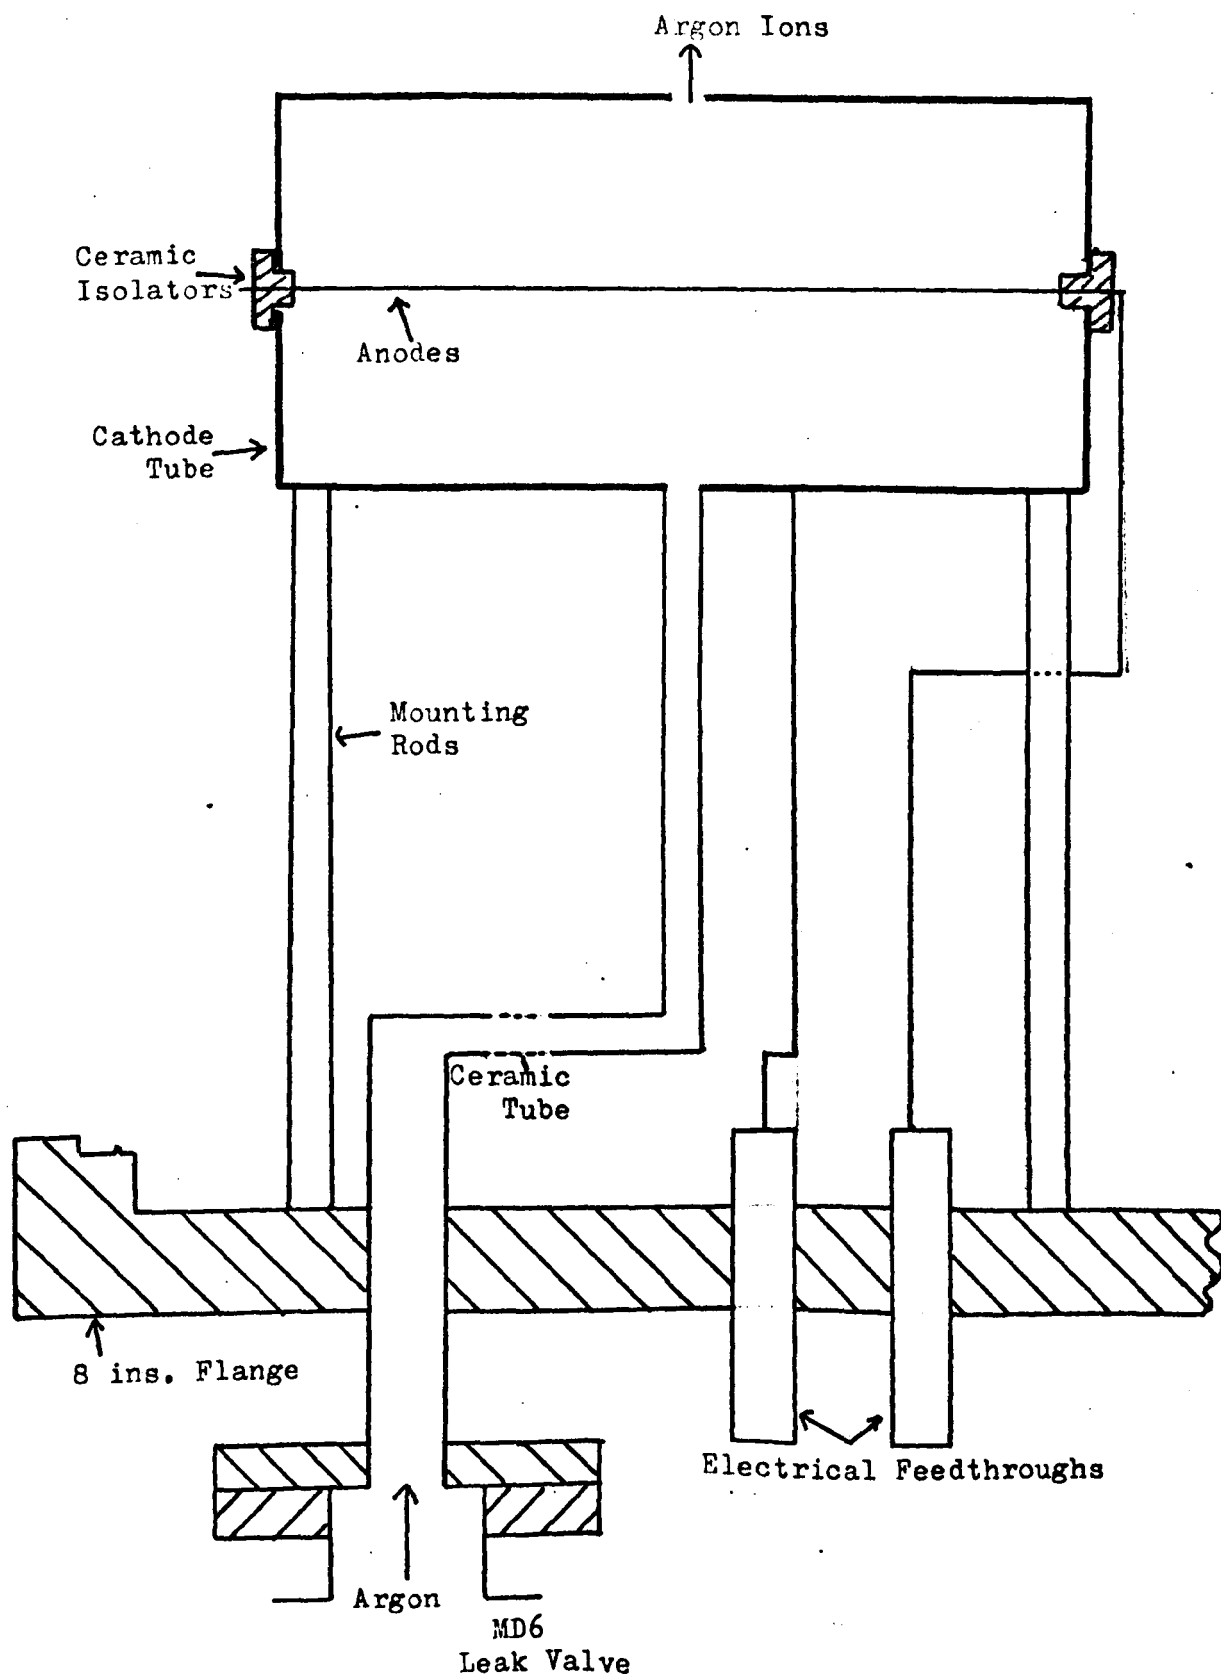 Argon Ions
Ceramic
Isolators
Anodes
Cathode
Tube
Mounting
Rods
Ceramic
Tube
8 ins. Flange
Electrical Feedthroughs
Argon
MD6
Leak Valve